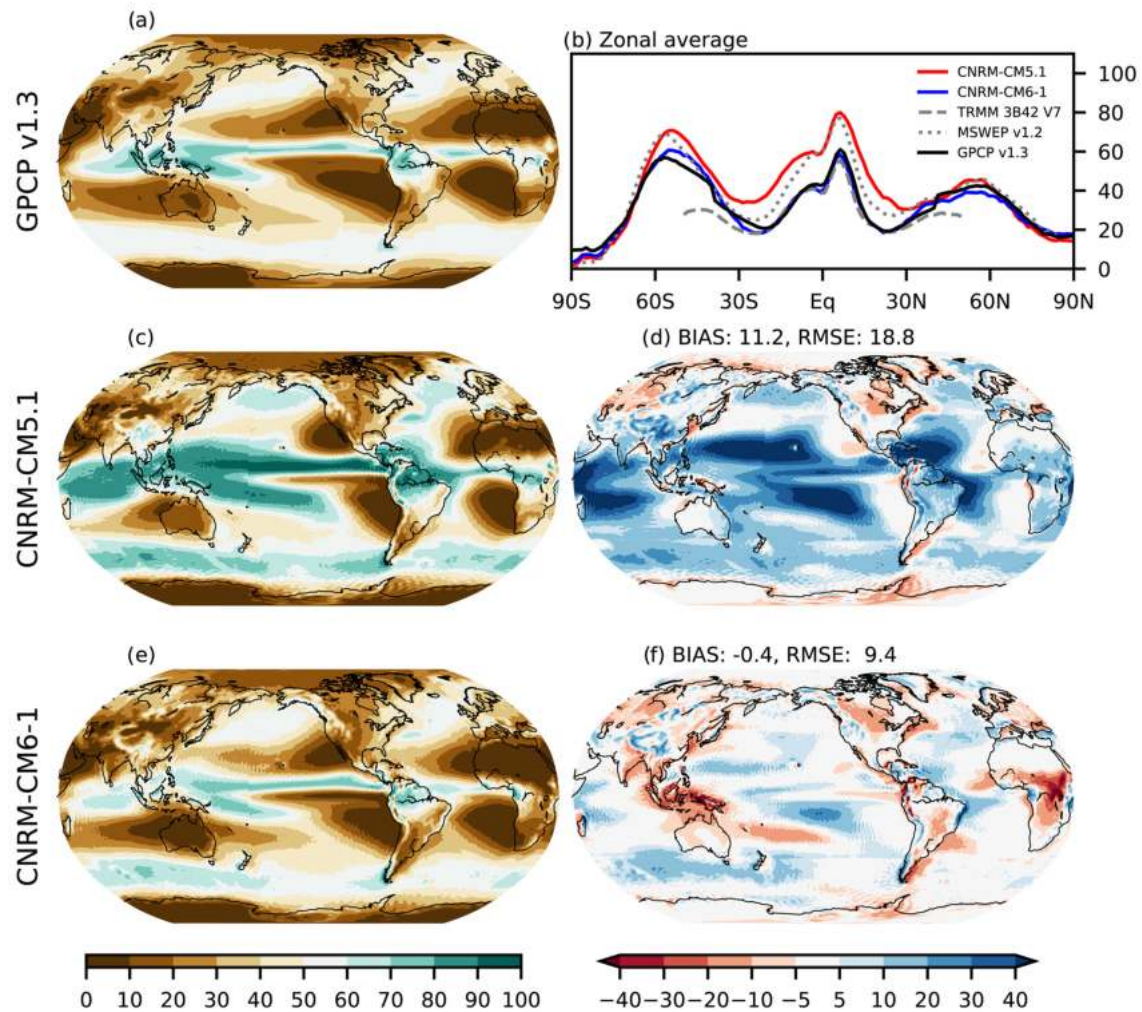 (a)
GPCP v1.3
(b) Zonal average
CNRM-CM5.1
CNRM-CM6-1
TRMM 3B42 V7
MSWEP v1.2
GPCP v1.3
100
80
60
40
20
0
90S 60S 30S Eq 30N 60N 90N
(c)
CNRM-CM5.1
(d) BIAS: 11.2, RMSE: 18.8
(e)
CNRM-CM6-1
(f) BIAS: -0.4, RMSE: 9.4
0 10 20 30 40 50 60 70 80 90 100
−40 −30 −20 −10 −5 5 10 20 30 40